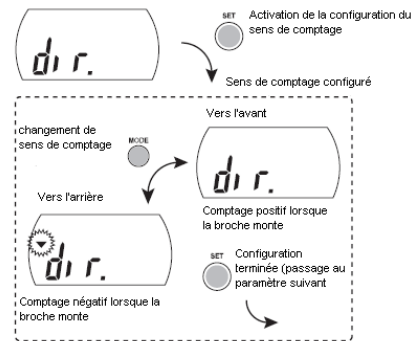 SET
Activation de la configuration du
sens de comptage
dir.
Sens de comptage configuré
Vers l'avant
changement de
sens de comptage
MODE
dir.
Vers l'arrière
Comptage positif lorsque
la broche monte
dir.
SET
Configuration
terminée (passage au
paramètre suivant
Comptage négatif lorsque la
broche monte